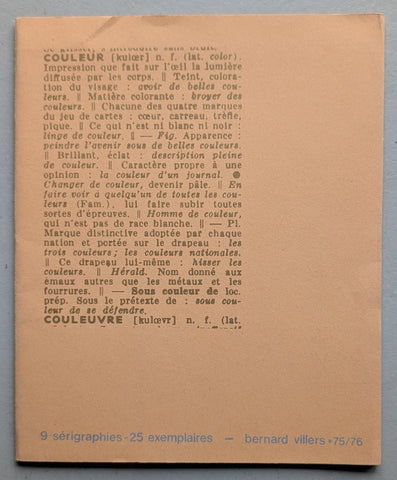 de glisser, s'introduire sans bruit.
COULEUR [kulœr] n. f. (lat. color),
Impression que fait sur l'œil la lumière
diffusée par les corps. ‖ Teint, colora-
tion du visage : avoir de belles cou-
leurs. ‖ Matière colorante : broyer des
couleurs. ‖ Chacune des quatre marques
du jeu de cartes : cœur, carreau, trèfle,
pique. ‖ Ce qui n'est ni blanc ni noir :
linge de couleur. ‖ — Fig. Apparence :
peindre l'avenir sous de belles couleurs.
‖ Brillant, éclat : description pleine
de couleur. ‖ Caractère propre à une
opinion : la couleur d'un journal. ●
Changer de couleur, devenir pâle. ‖ En
faire voir à quelqu'un de toutes les cou-
leurs (Fam.), lui faire subir toutes
sortes d'épreuves. ‖ Homme de couleur,
qui n'est pas de race blanche. ‖ — Pl.
Marque distinctive adoptée par chaque
nation et portée sur le drapeau : les
trois couleurs; les couleurs nationales.
‖ Ce drapeau lui-même : hisser les
couleurs. ‖ Hérald. Nom donné aux
émaux autres que les métaux et les
fourrures. ‖ — Sous couleur de loc.
prép. Sous le prétexte de : sous cou-
leur de se défendre.
COULEUVRE [kulœvr] n. f. (lat.
9 sérigraphies-25 exemplaires — bernard villers •75/76